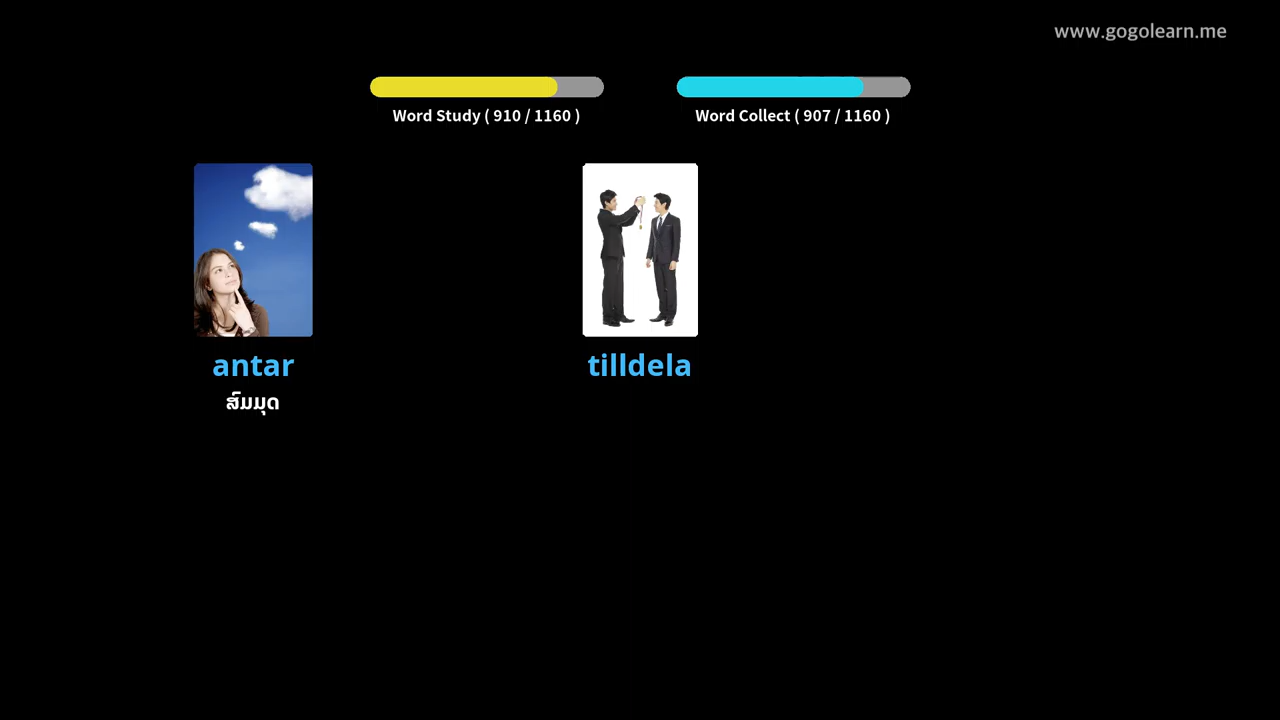 www.gogolearn.me
Word Study ( 910 / 1160 )
Word Collect ( 907 / 1160 )
antar
ສົມມຸດ
tilldela